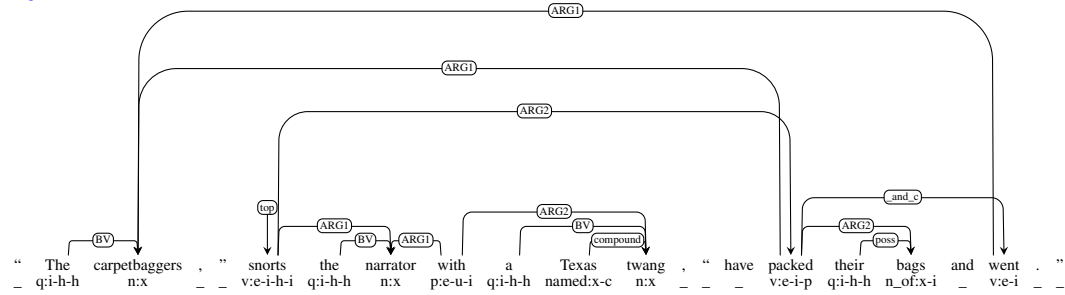 ARG1
ARG1
ARG2
_and_c
top ARG2
ARG1 BV ARG2
BV BV ARG1 compound poss
“ The carpetbaggers , ” snorts the narrator with a Texas twang , “ have packed their bags and went . ”
_ q:i-h-h n:x _ _ v:e-i-h-i q:i-h-h n:x p:e-u-i q:i-h-h named:x-c n:x _ _ _ v:e-i-p q:i-h-h n_of:x-i _ v:e-i _ _